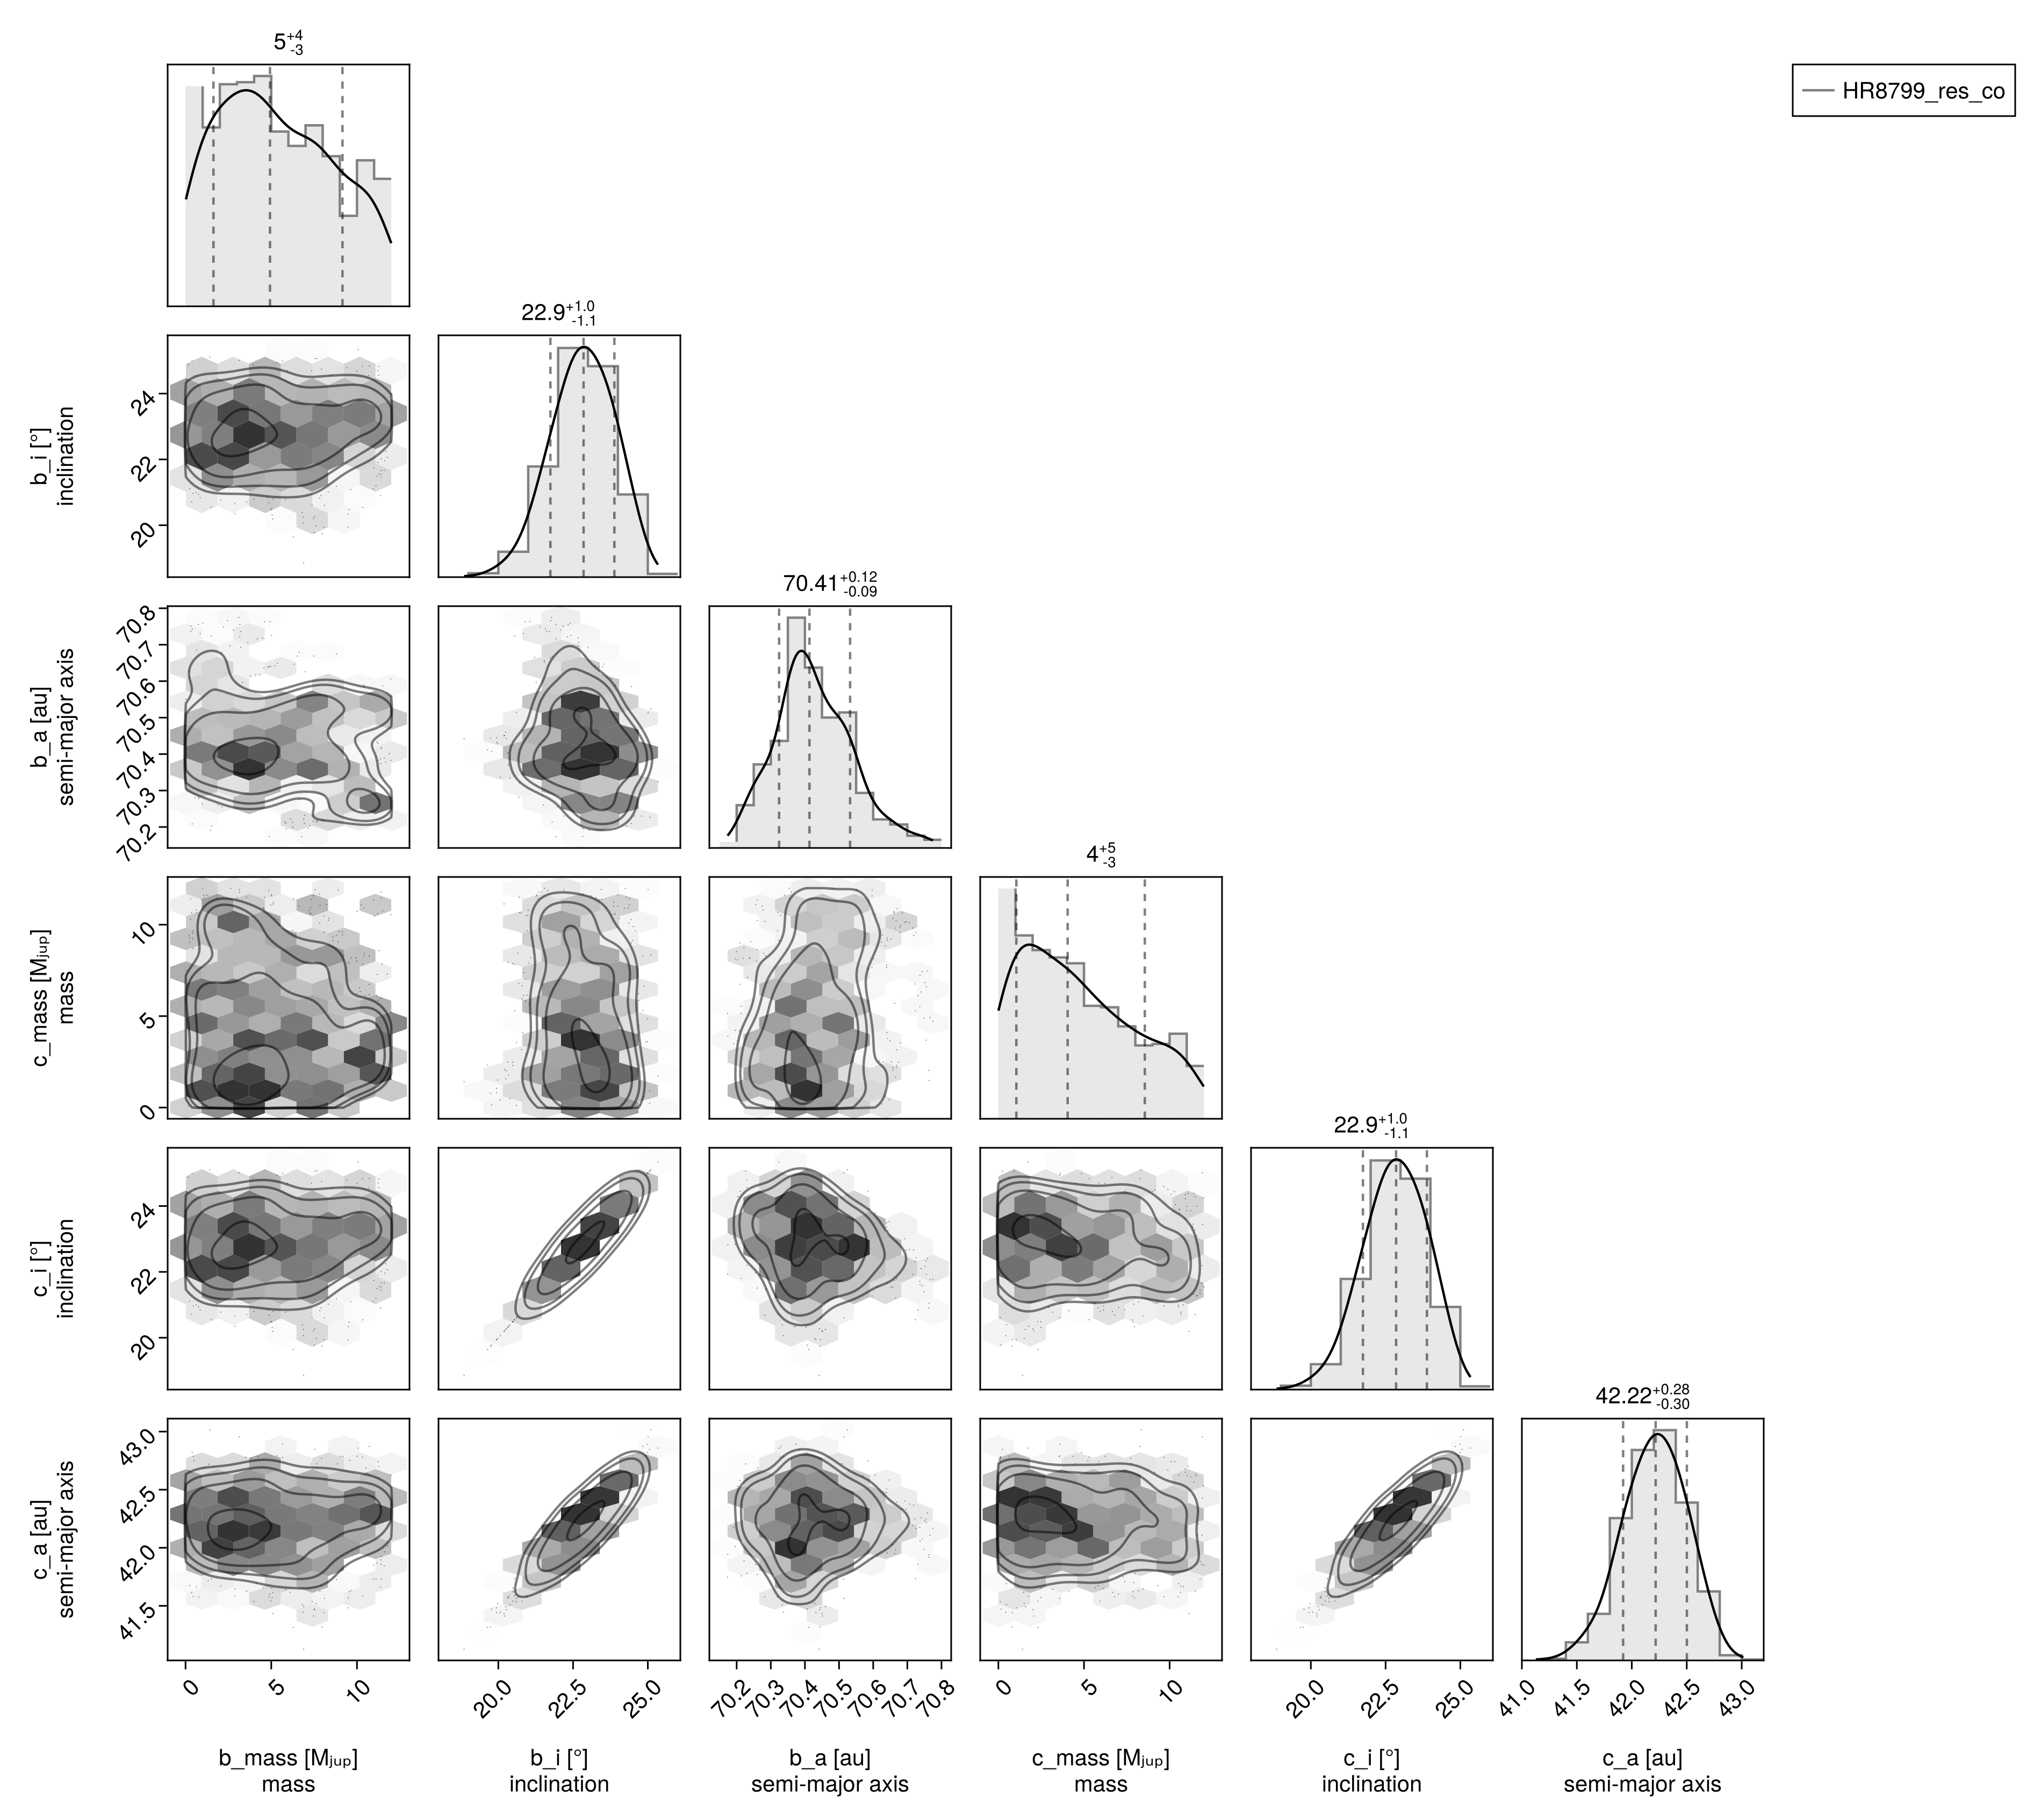 5+4-3
HR8799_res_co
22.9+1.0-1.1
b_i [°]
inclination
24
22
20
70.41+0.12-0.09
b_a [au]
semi-major axis
70.8
70.7
70.6
70.5
70.4
70.3
70.2
4+5-3
c_mass [Mⱼᵤₚ]
mass
10
5
0
22.9+1.0-1.1
c_i [°]
inclination
24
22
20
42.22+0.28-0.30
c_a [au]
semi-major axis
43.0
42.5
42.0
41.5
0 5 10 20.0 22.5 25.0 70.2 70.3 70.4 70.5 70.6 70.7 70.8 0 5 10 20.0 22.5 25.0 41.0 41.5 42.0 42.5 43.0
b_mass [Mⱼᵤₚ] b_i [°] b_a [au] c_mass [Mⱼᵤₚ] c_i [°] c_a [au]
mass inclination semi-major axis mass inclination semi-major axis